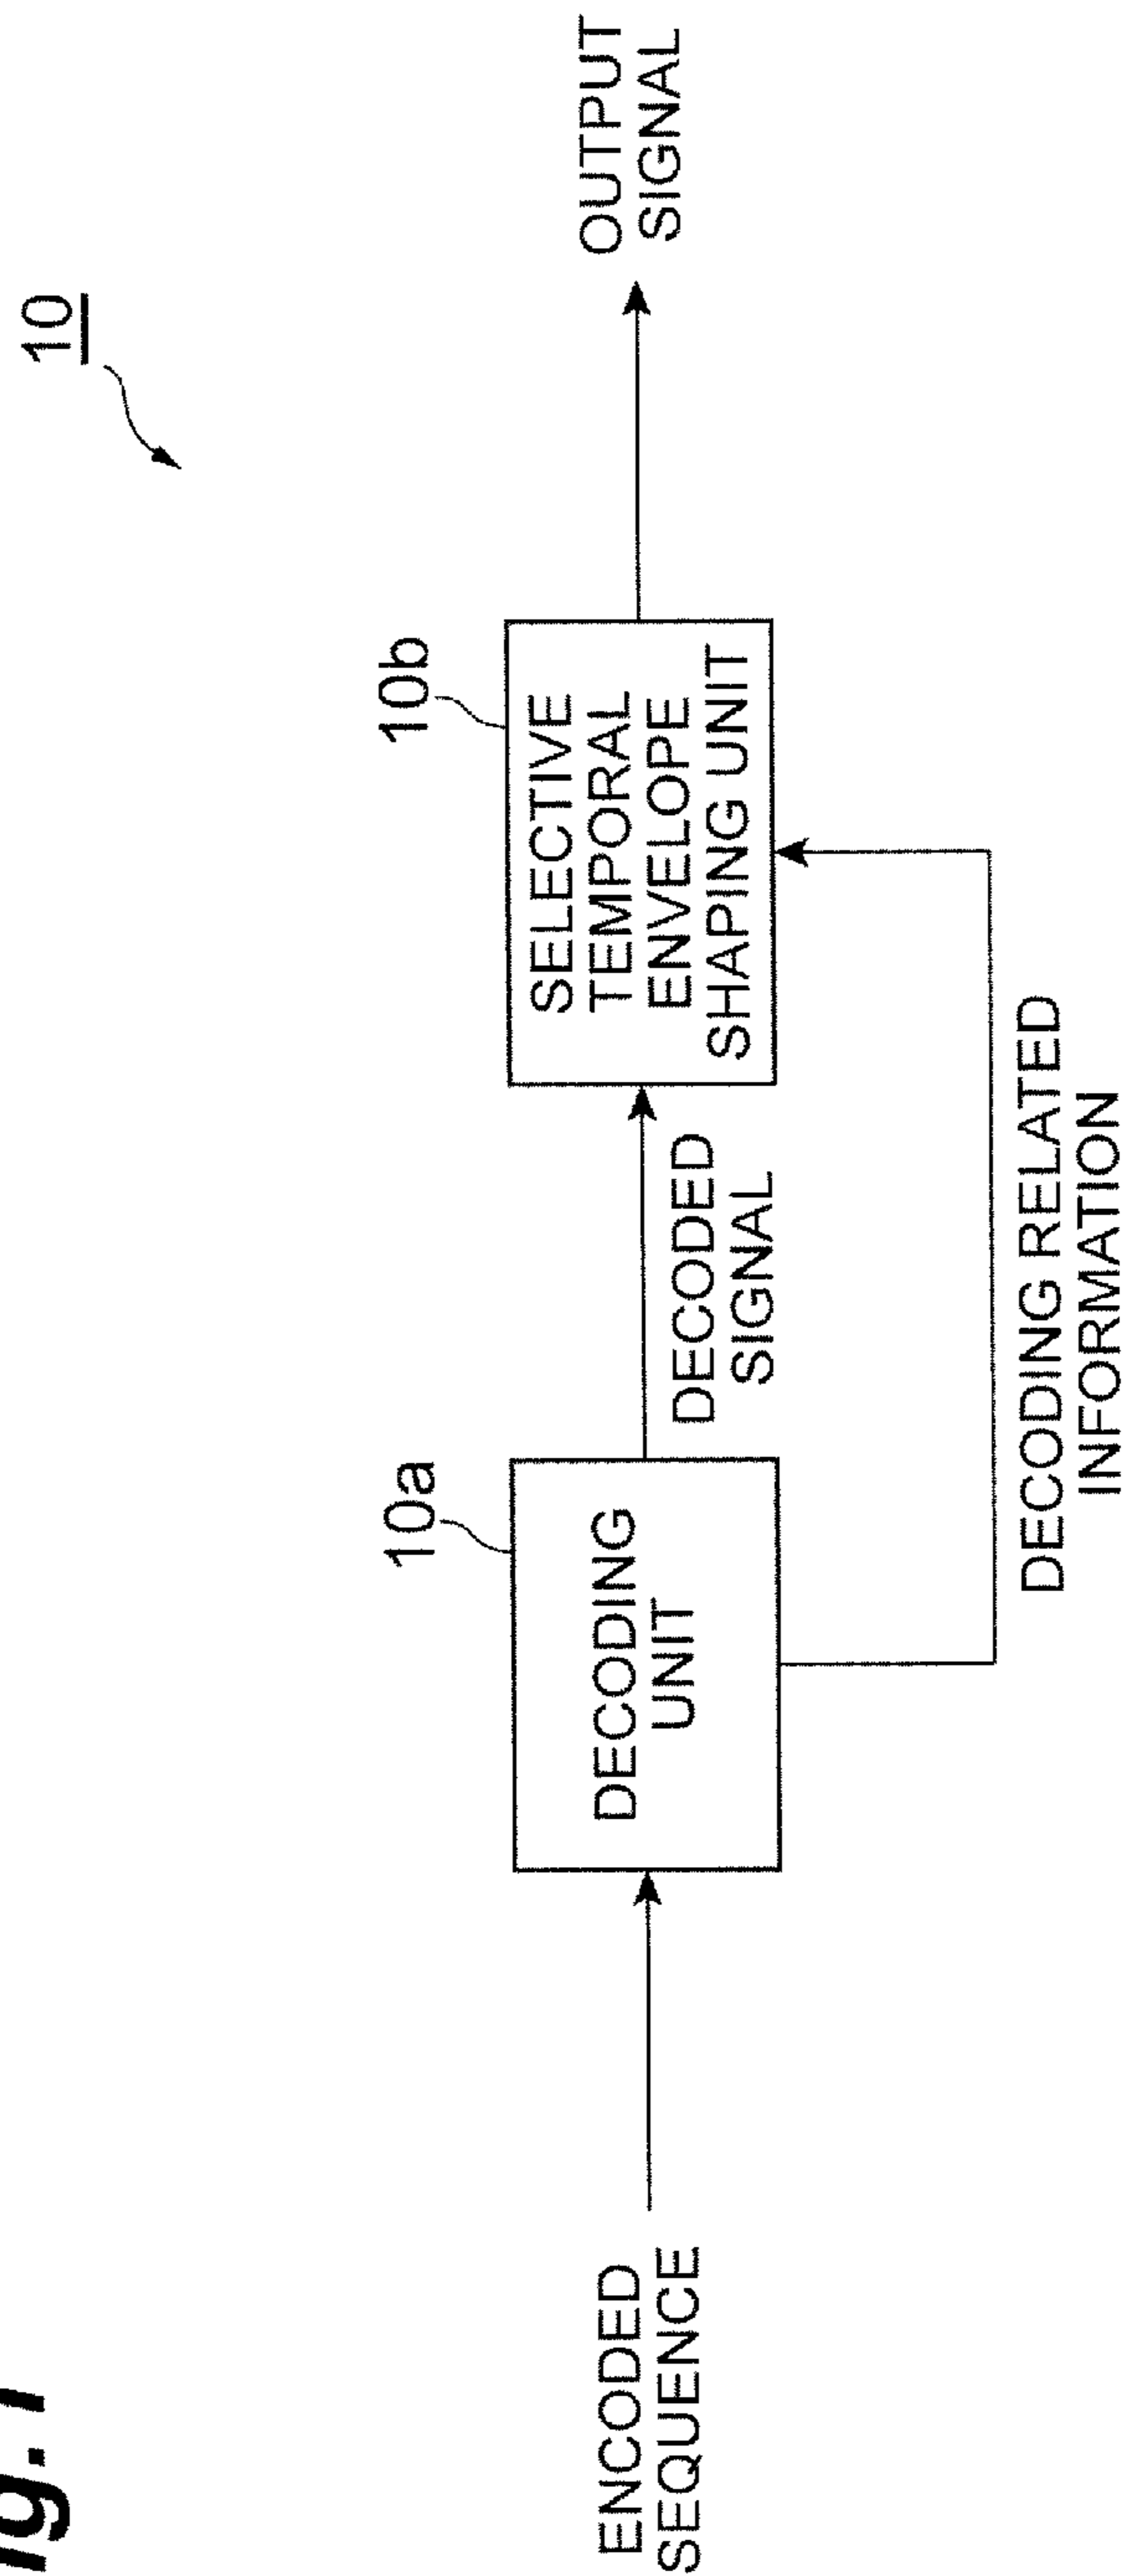 ig. 1
10
ENCODED
SEQUENCE
10a
DECODING
UNIT
DECODED
SIGNAL
10b
SELECTIVE
TEMPORAL
ENVELOPE
SHAPING UNIT
OUTPUT
SIGNAL
DECODING RELATED
INFORMATION